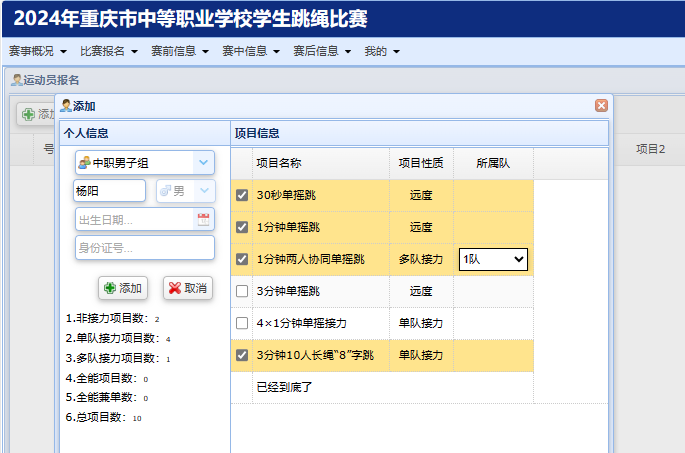 2024年重庆市中等职业学校学生跳绳比赛
赛事概况 比赛报名 赛前信息 赛中信息 赛后信息 我的
运动员报名
添加
号
项目2
添加
个人信息
中职男子组
杨阳 男
出生日期...
身份证号...
添加 取消
1.非接力项目数: 2
2.单队接力项目数: 4
3.多队接力项目数: 1
4.全能项目数: 0
5.全能兼单数: 0
6.总项目数: 10
项目信息
项目名称 项目性质 所属队
30秒单摇跳 远度
1分钟单摇跳 远度
1分钟两人协同单摇跳 多队接力 1队
3分钟单摇跳 远度
4×1分钟单摇接力 单队接力
3分钟10人长绳“8”字跳 单队接力
已经到底了